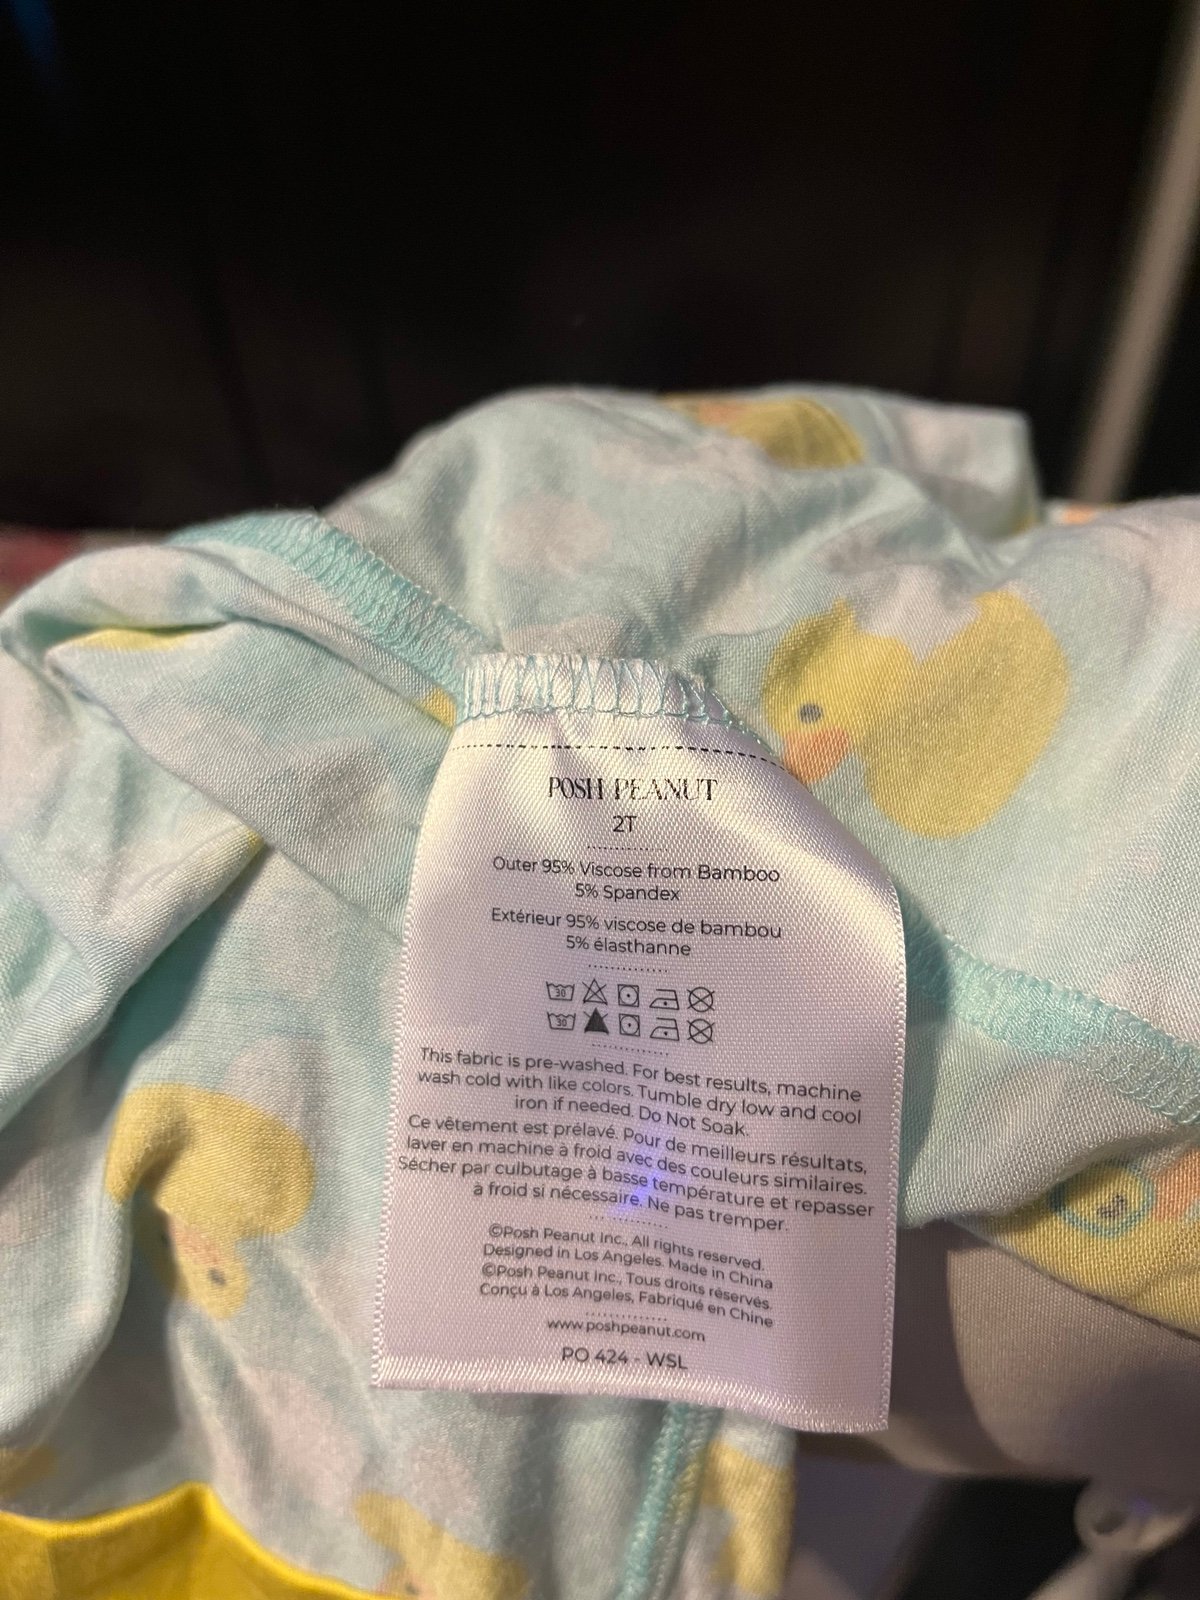 POSH PEANUT
2T
Outer 95% Viscose from Bamboo
5% Spandex
Extérieur 95% viscose de bambou
5% élasthanne
30
30
This fabric is pre-washed. For best results, machine
wash cold with like colors. Tumble dry low and cool
iron if needed. Do Not Soak.
Ce vêtement est prélavé. Pour de meilleurs résultats,
laver en machine à froid avec des couleurs similaires.
Sécher par culbutage à basse température et repasser
à froid si nécessaire. Ne pas tremper.
©Posh Peanut Inc., All rights reserved.
Designed in Los Angeles. Made in China
©Posh Peanut Inc., Tous droits réservés.
Conçu à Los Angeles, Fabriqué en Chine
www.poshpeanut.com
PO 424 - WSL